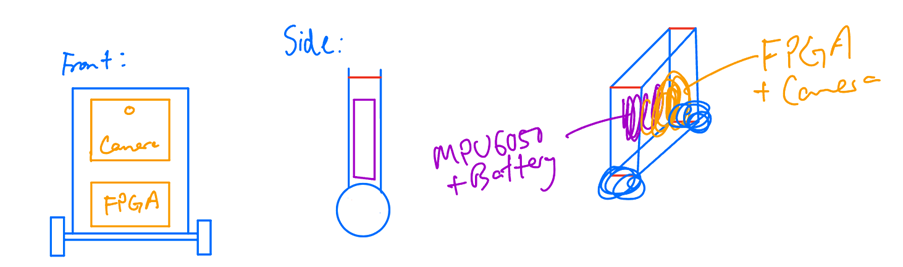 Front:
Camera
FPGA
Side:
MPU6050
+Battery
FPGA
+ Camera